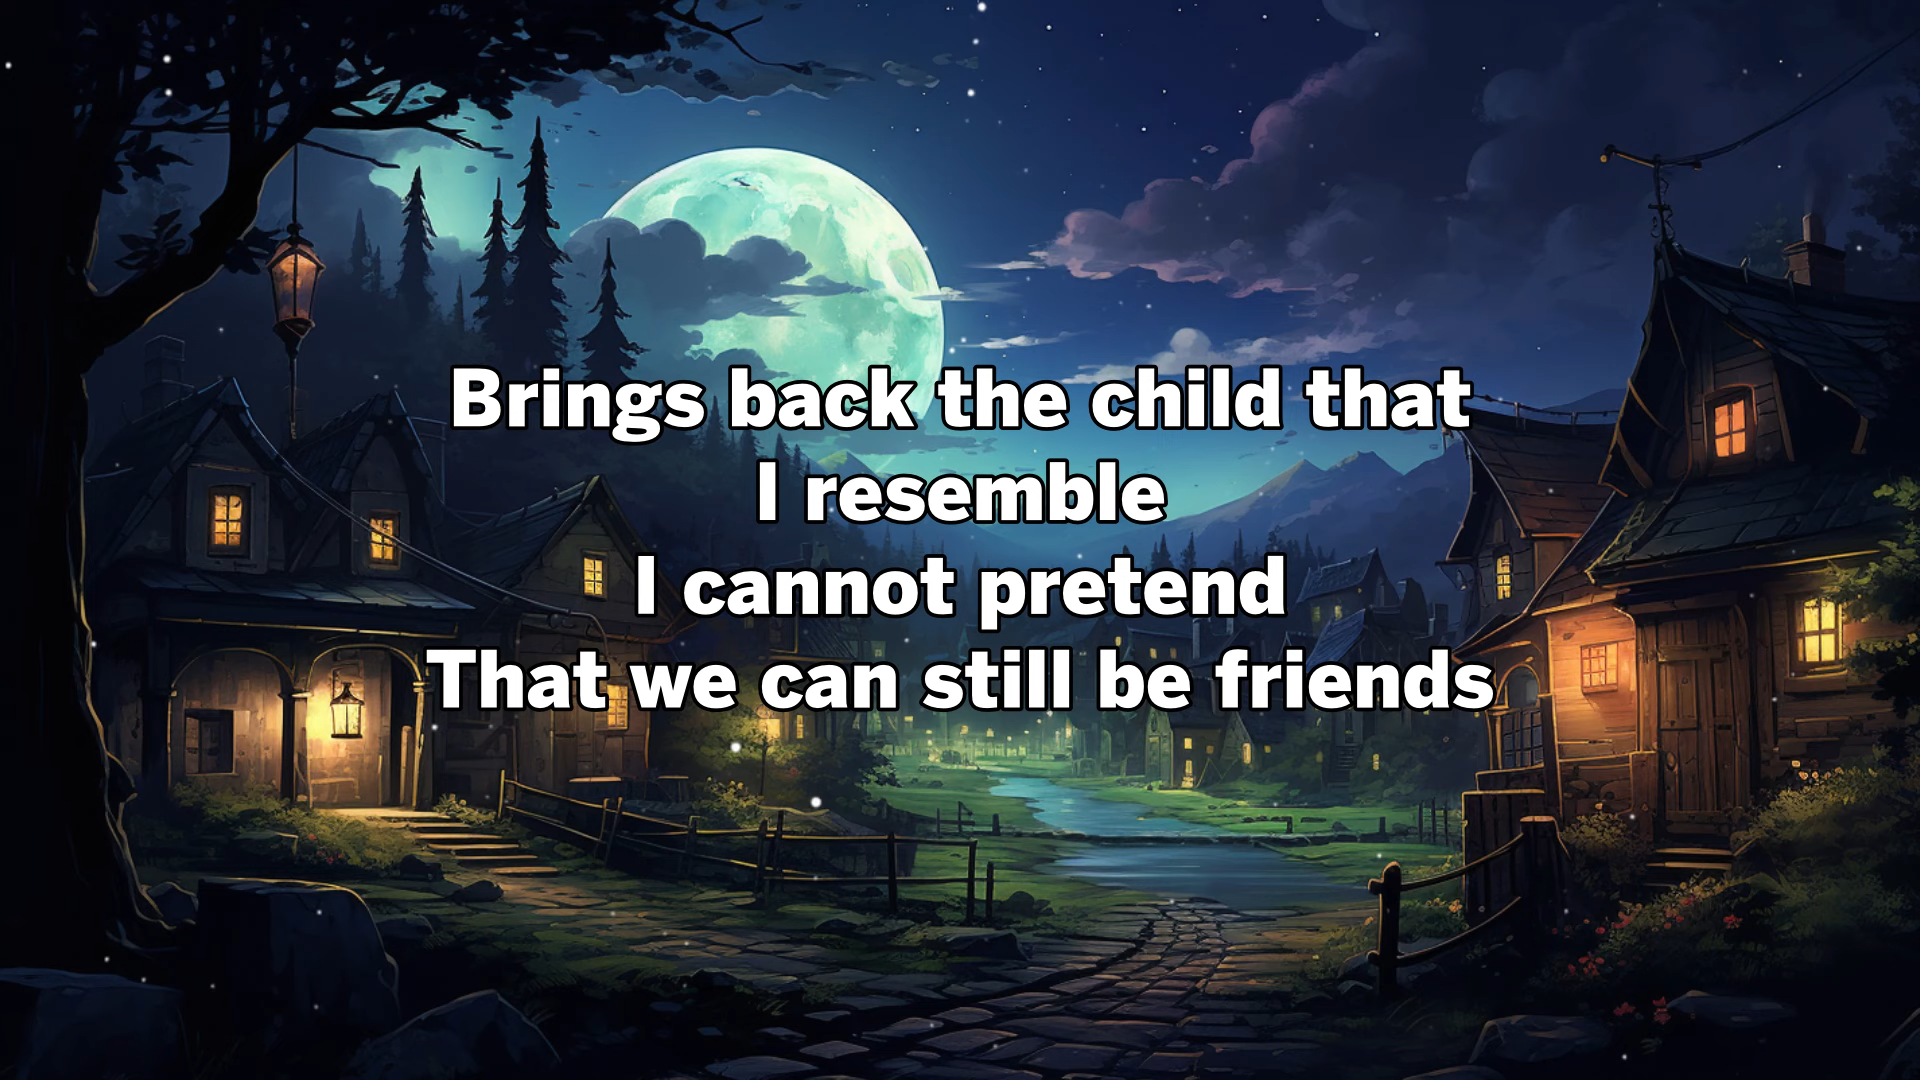 Brings back the child that
I resemble
I cannot pretend
That we can still be friends